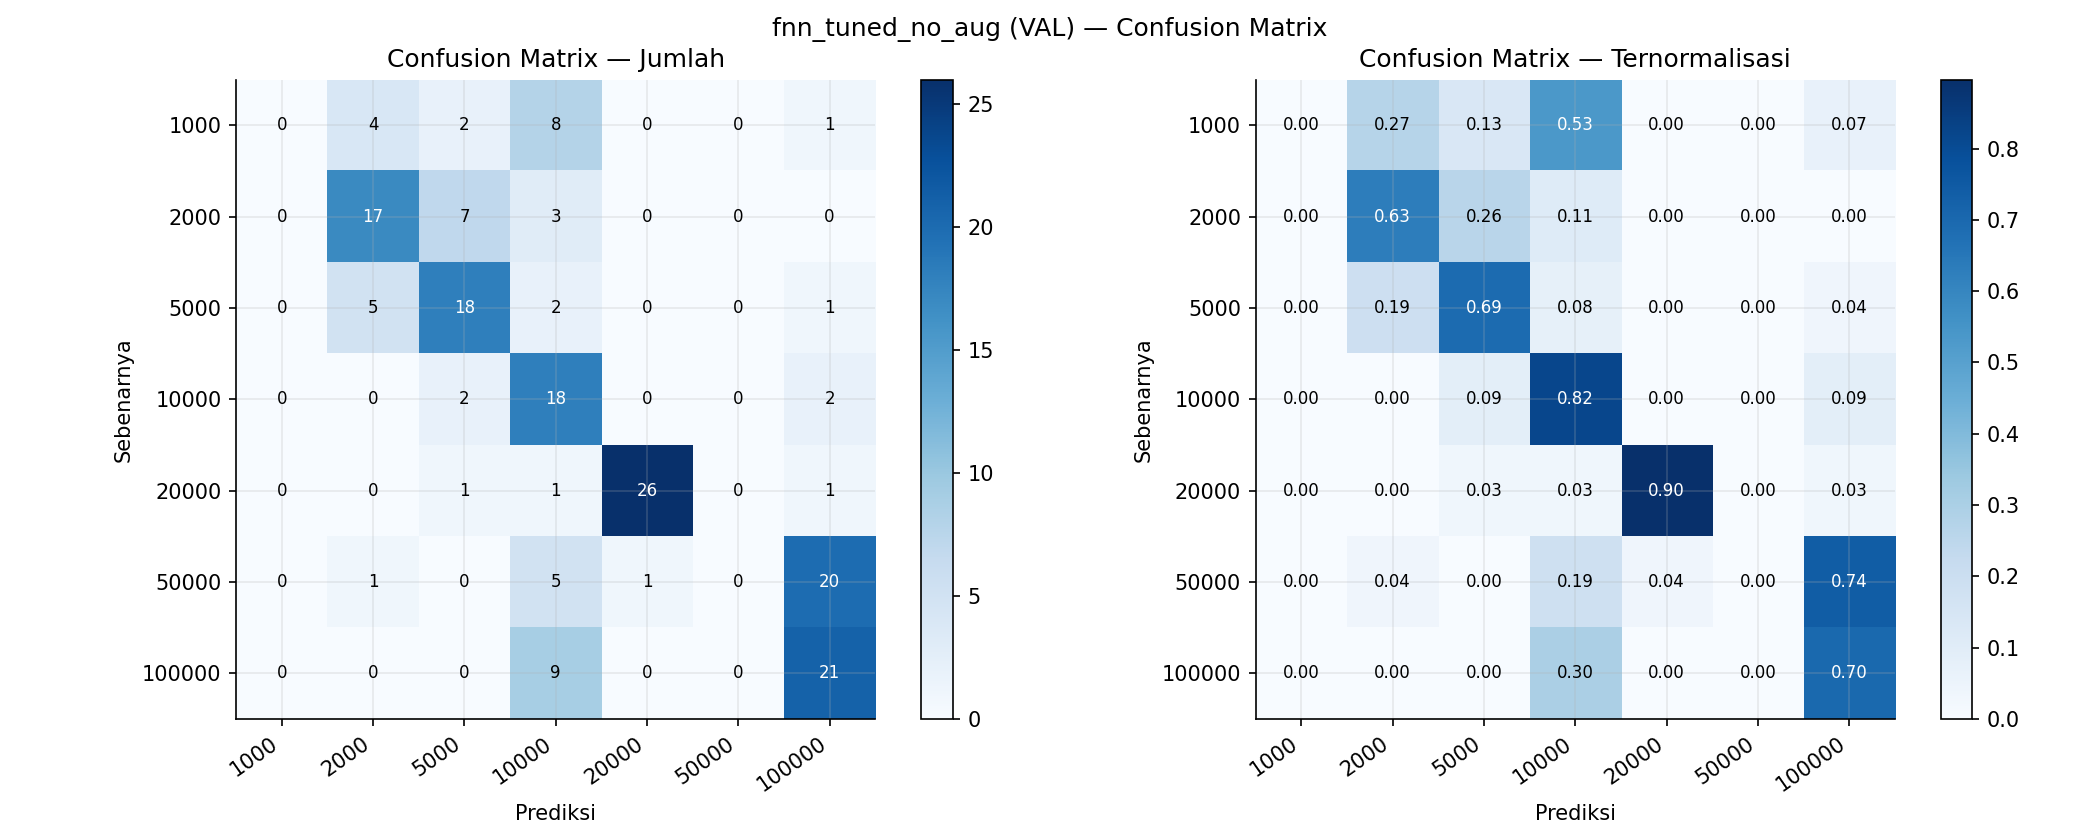 fnn_tuned_no_aug (VAL) — Confusion Matrix
Confusion Matrix — Jumlah
Sebenarnya
1000 0 4 2 8 0 0 1
2000 0 17 7 3 0 0 0
5000 0 5 18 2 0 0 1
10000 0 0 2 18 0 0 2
20000 0 0 1 1 26 0 1
50000 0 1 0 5 1 0 20
100000 0 0 0 9 0 0 21
1000 2000 5000 10000 20000 50000 100000
Prediksi
25
20
15
10
5
0
Confusion Matrix — Ternormalisasi
Sebenarnya
1000 0.00 0.27 0.13 0.53 0.00 0.00 0.07
2000 0.00 0.63 0.26 0.11 0.00 0.00 0.00
5000 0.00 0.19 0.69 0.08 0.00 0.00 0.04
10000 0.00 0.00 0.09 0.82 0.00 0.00 0.09
20000 0.00 0.00 0.03 0.03 0.90 0.00 0.03
50000 0.00 0.04 0.00 0.19 0.04 0.00 0.74
100000 0.00 0.00 0.00 0.30 0.00 0.00 0.70
1000 2000 5000 10000 20000 50000 100000
Prediksi
0.8
0.7
0.6
0.5
0.4
0.3
0.2
0.1
0.0